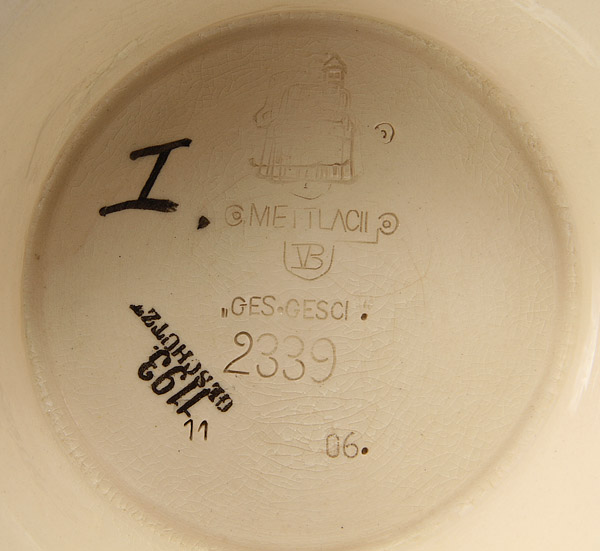 I.
METTLACH
VB
„GES·GESCH“.
2339
1193.
GESCHÜTZT
11
06.